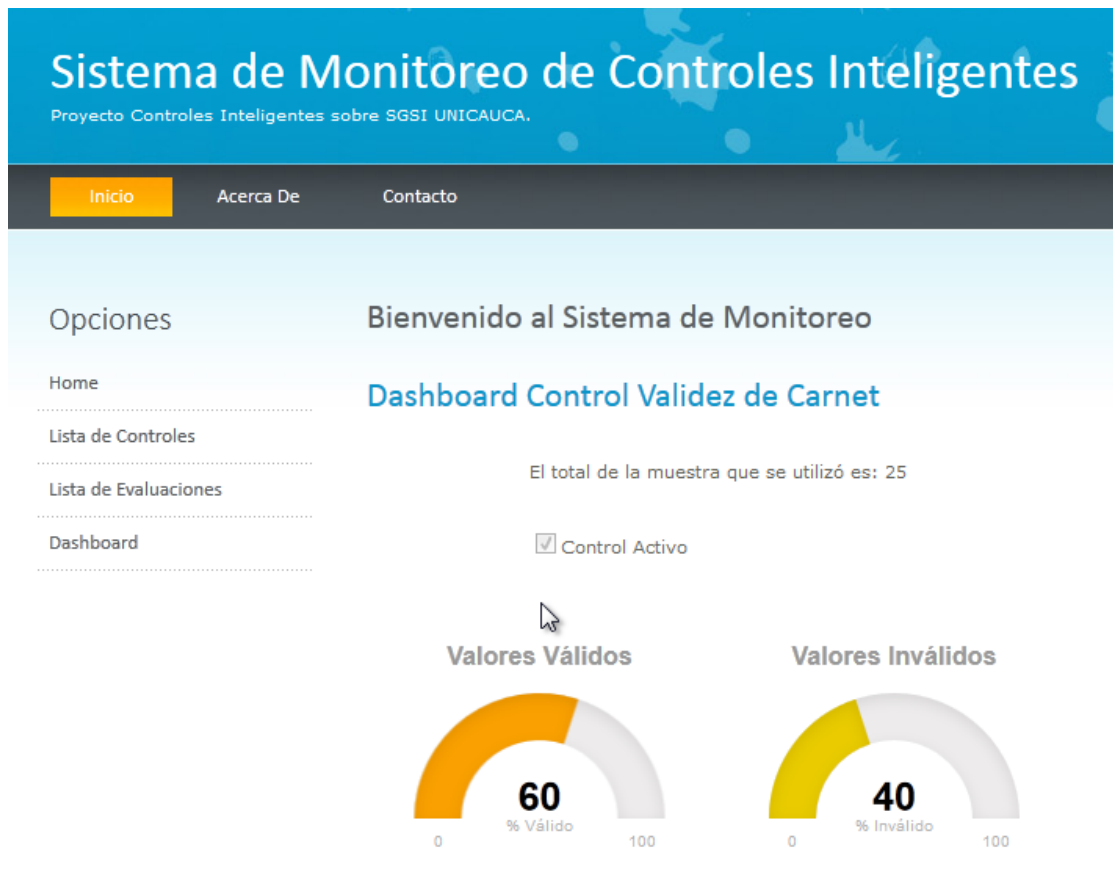 Sistema de Monitoreo de Controles Inteligentes
Proyecto Controles Inteligentes sobre SGSI UNICAUCA.
Inicio
Acerca De
Contacto
Opciones
Home
Lista de Controles
Lista de Evaluaciones
Dashboard
Bienvenido al Sistema de Monitoreo
Dashboard Control Validez de Carnet
El total de la muestra que se utilizó es: 25
Control Activo
Valores Válidos
60
% Válido
0
100
Valores Inválidos
40
% Inválido
0
100